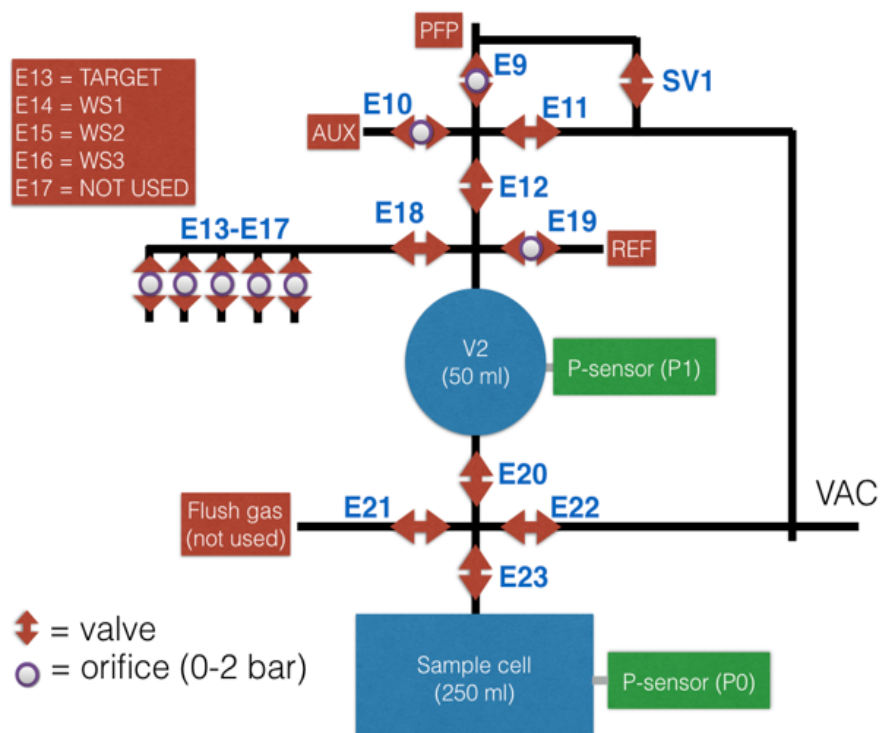 PFP
E13 = TARGET
E14 = WS1
E15 = WS2
E16 = WS3
E17 = NOT USED
E9
SV1
E10
E11
AUX
E12
E18
E19
E13-E17
REF
V2
(50 ml)
P-sensor (P1)
E20
VAC
E21
E22
Flush gas
(not used)
E23
= valve
= orifice (0-2 bar)
Sample cell
(250 ml)
P-sensor (P0)